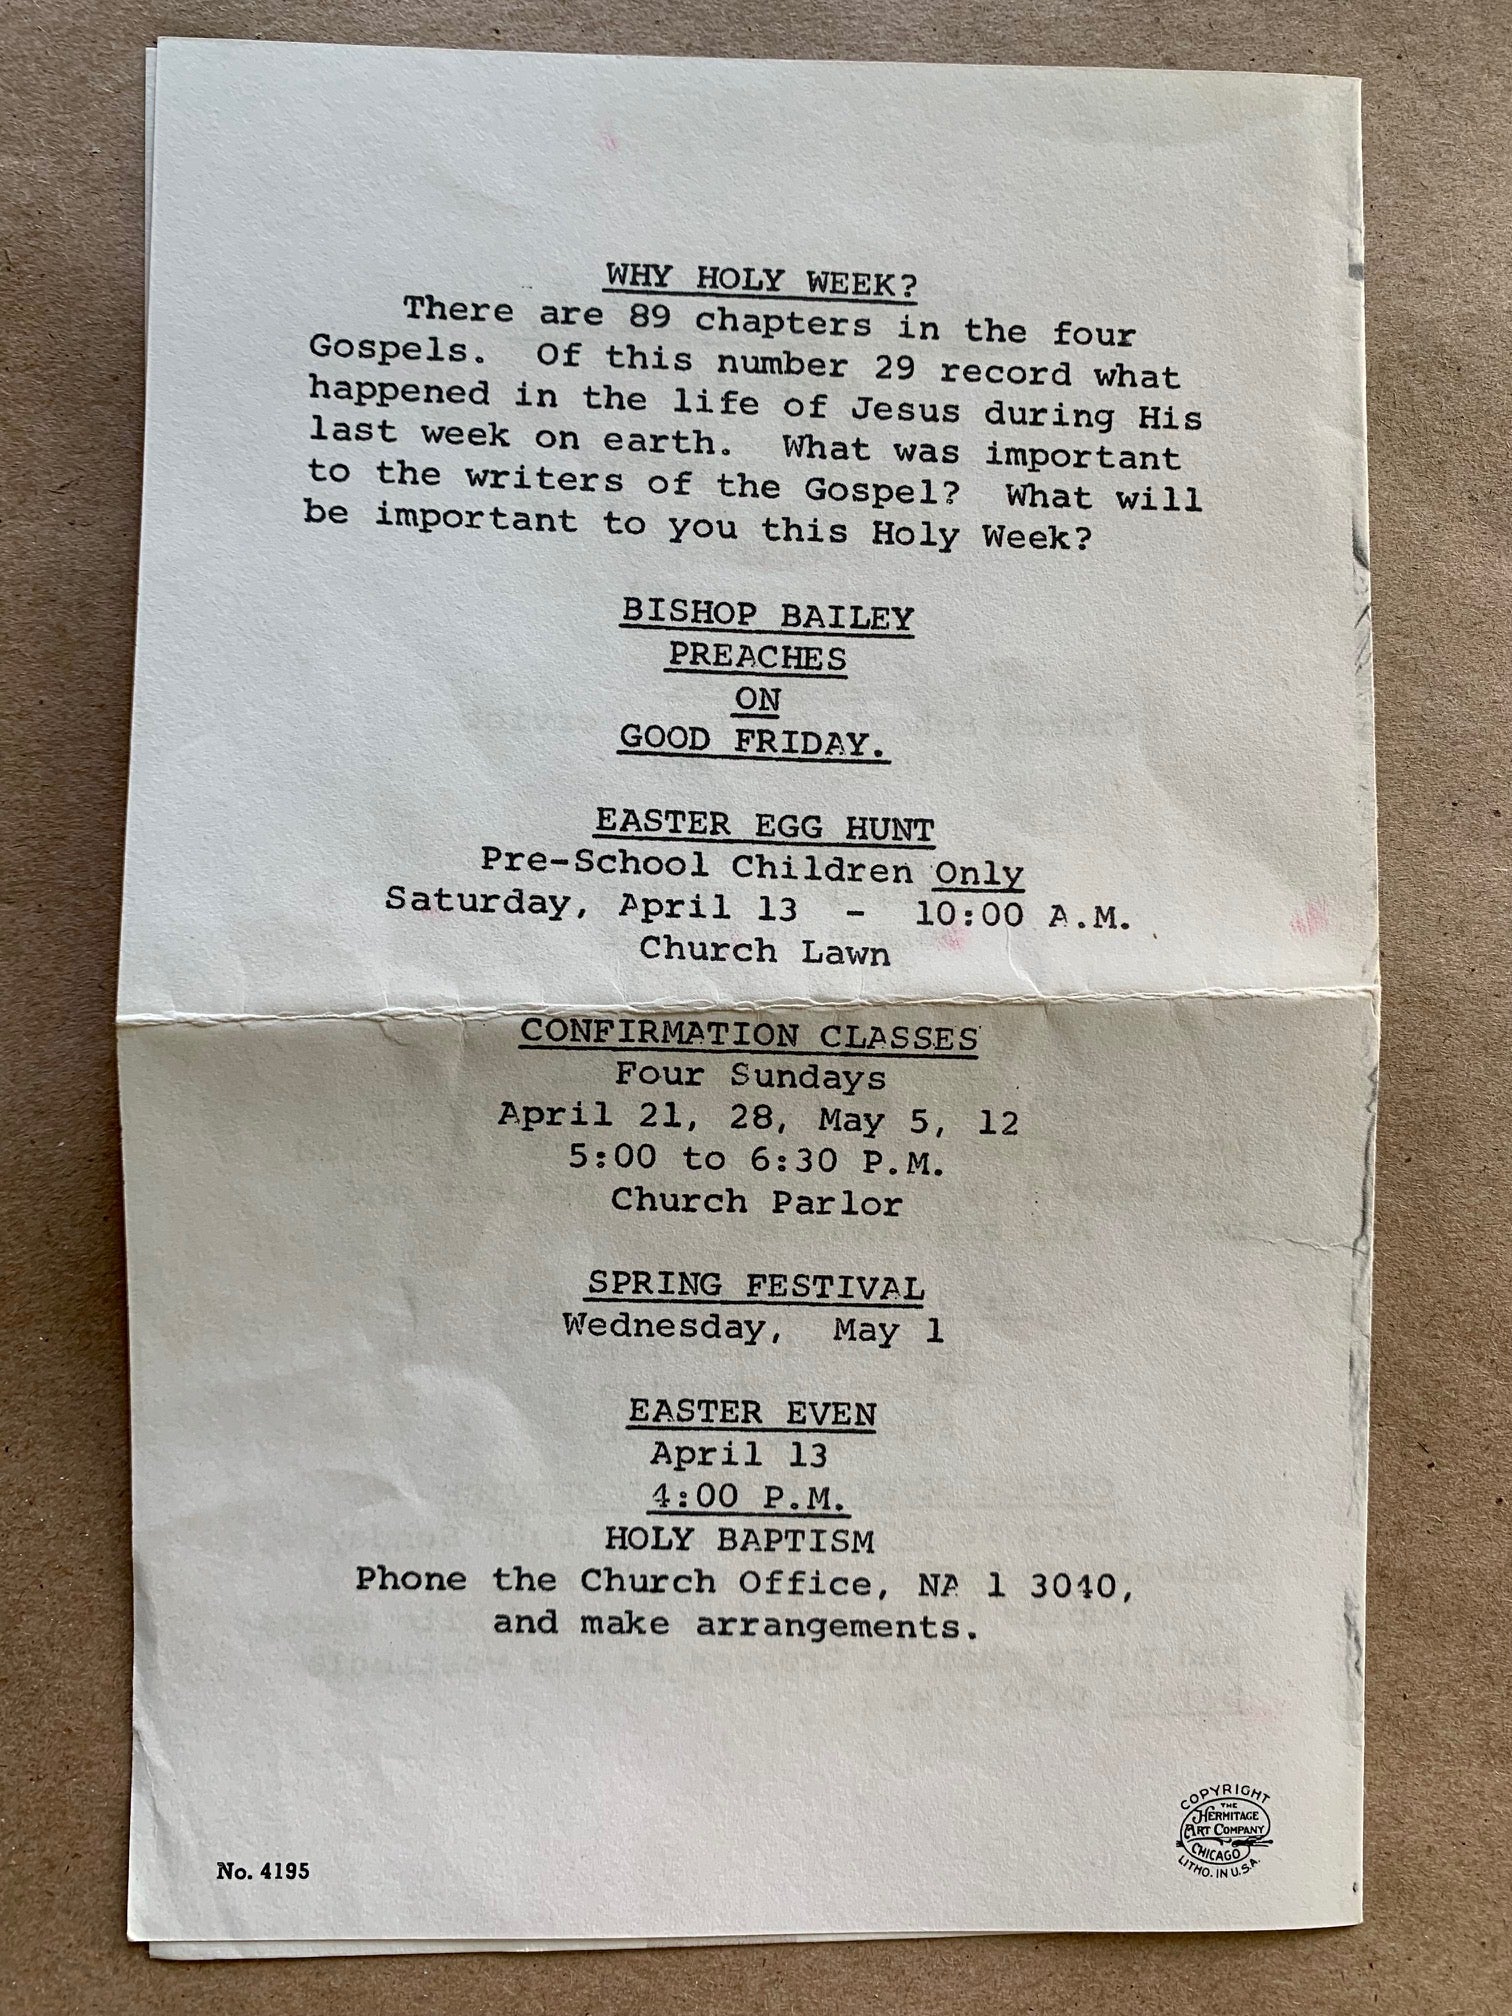 WHY HOLY WEEK?
There are 89 chapters in the four
Gospels. Of this number 29 record what
happened in the life of Jesus during His
last week on earth. What was important
to the writers of the Gospel? What will
be important to you this Holy Week?
BISHOP BAILEY
PREACHES
ON
GOOD FRIDAY.
EASTER EGG HUNT
Pre-School Children Only
Saturday, April 13 - 10:00 A.M.
Church Lawn
CONFIRMATION CLASSES
Four Sundays
April 21, 28, May 5, 12
5:00 to 6:30 P.M.
Church Parlor
SPRING FESTIVAL
Wednesday, May 1
EASTER EVEN
April 13
4:00 P.M.
HOLY BAPTISM
Phone the Church Office, NA 1 3040,
and make arrangements.
No. 4195
COPYRIGHT
THE
HERMITAGE
ART COMPANY
CHICAGO
LITHO. IN U.S.A.